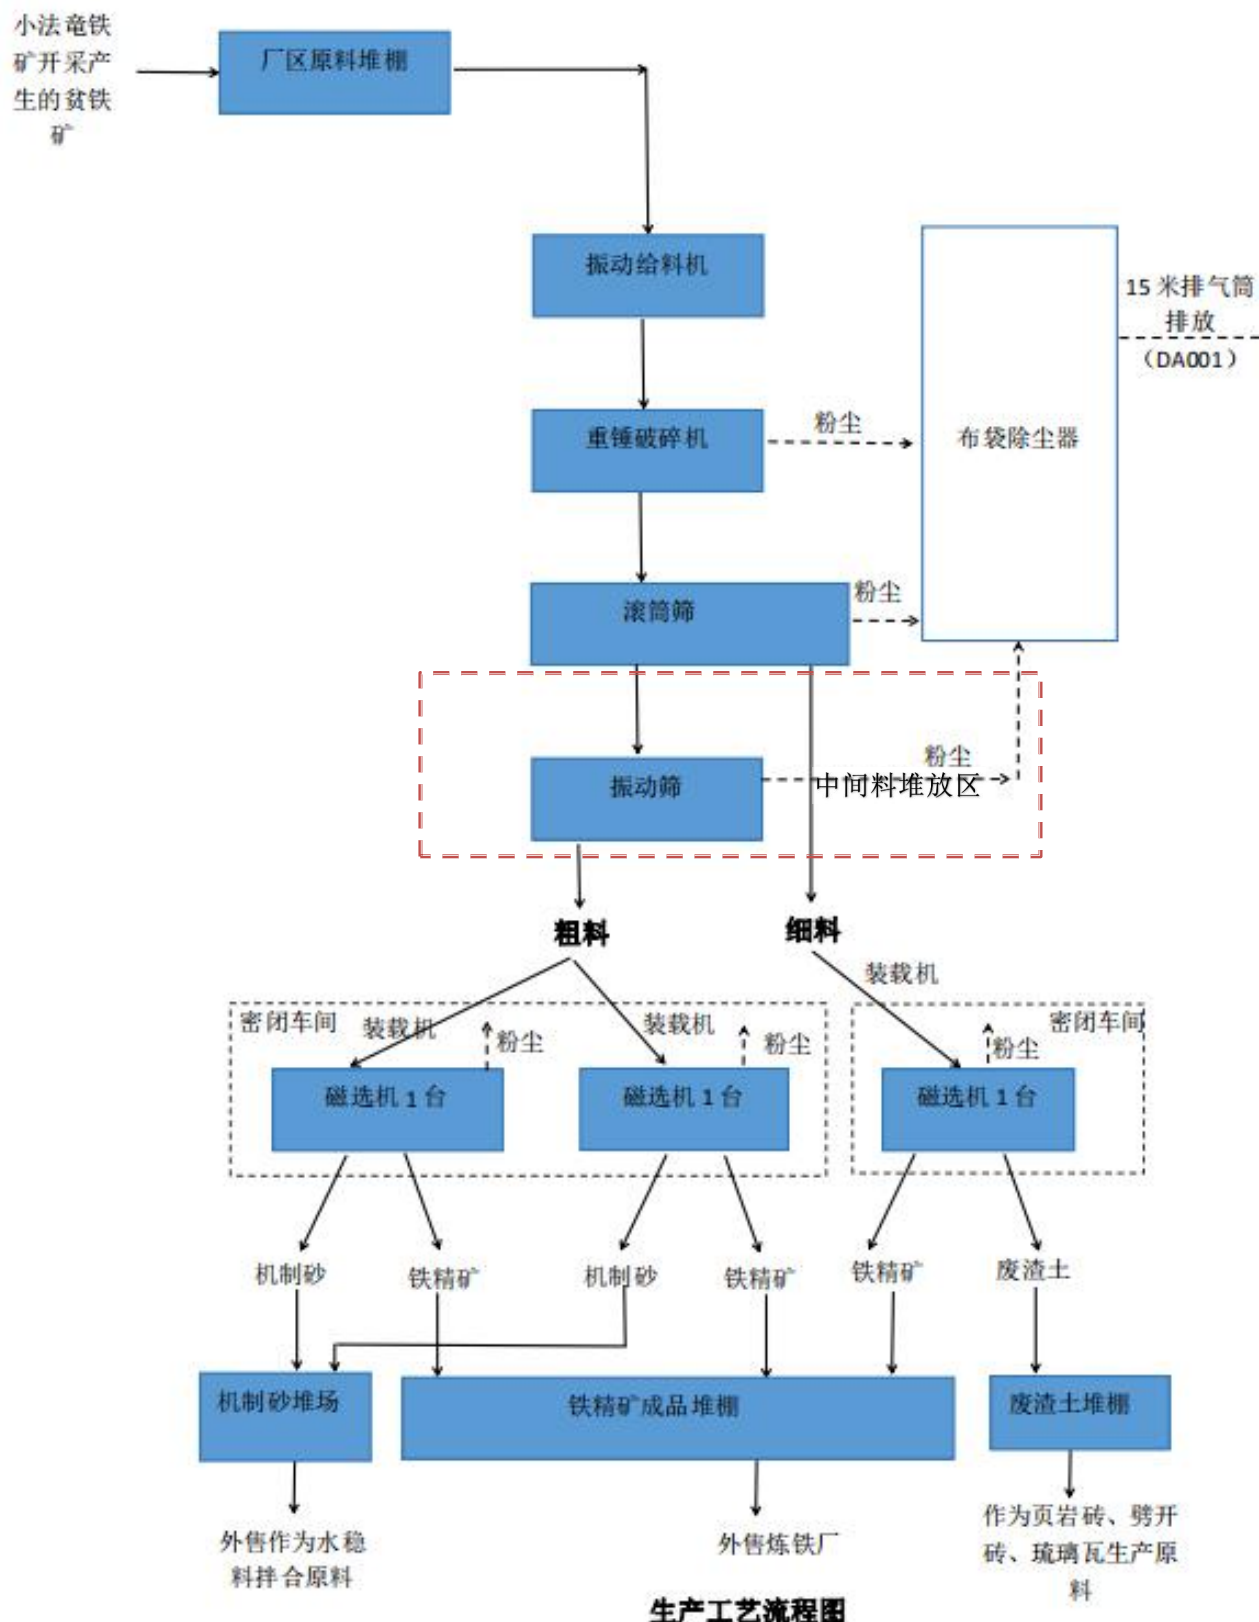 小法竜铁
矿开采产
生的贫铁
矿
厂区原料堆棚
振动给料机
15 米排气筒
排放
（DA001）
重锤破碎机
粉尘
布袋除尘器
滚筒筛
粉尘
振动筛
粉尘
中间料堆放区
粗料
细料
装载机
密闭车间
装载机
粉尘
装载机
粉尘
密闭车间
粉尘
磁选机 1 台
磁选机 1 台
磁选机 1 台
机制砂
铁精矿
机制砂
铁精矿
铁精矿
废渣土
机制砂堆场
铁精矿成品堆棚
废渣土堆棚
外售作为水稳
料拌合原料
外售炼铁厂
作为页岩砖、劈开
砖、琉璃瓦生产原
料
生产工艺流程图